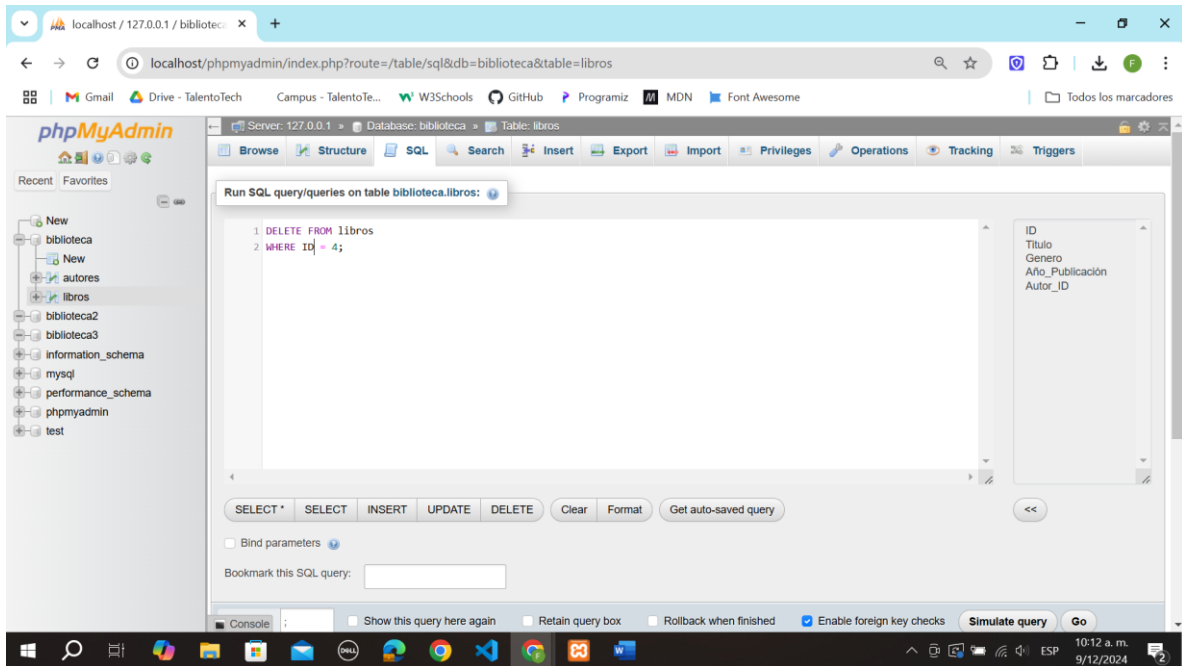 localhost / 127.0.0.1 / bibliotec
localhost/phpmyadmin/index.php?route=/table/sql&db=biblioteca&table=libros
F
Gmail Drive - TalentoTech Campus - TalentoTe... W3Schools GitHub Programiz MDN Font Awesome Todos los marcadores
phpMyAdmin
Recent Favorites
New
biblioteca
New
autores
libros
biblioteca2
biblioteca3
information_schema
mysql
performance_schema
phpmyadmin
test
Server: 127.0.0.1 » Database: biblioteca » Table: libros
Browse Structure SQL Search Insert Export Import Privileges Operations Tracking Triggers
Run SQL query/queries on table biblioteca.libros:
1 DELETE FROM libros
2 WHERE ID = 4;
ID
Titulo
Genero
Año_Publicación
Autor_ID
SELECT * SELECT INSERT UPDATE DELETE Clear Format Get auto-saved query <<
Bind parameters
Bookmark this SQL query:
Console ; Show this query here again Retain query box Rollback when finished Enable foreign key checks Simulate query Go
DELL
ESP
10:12 a. m.
9/12/2024
2